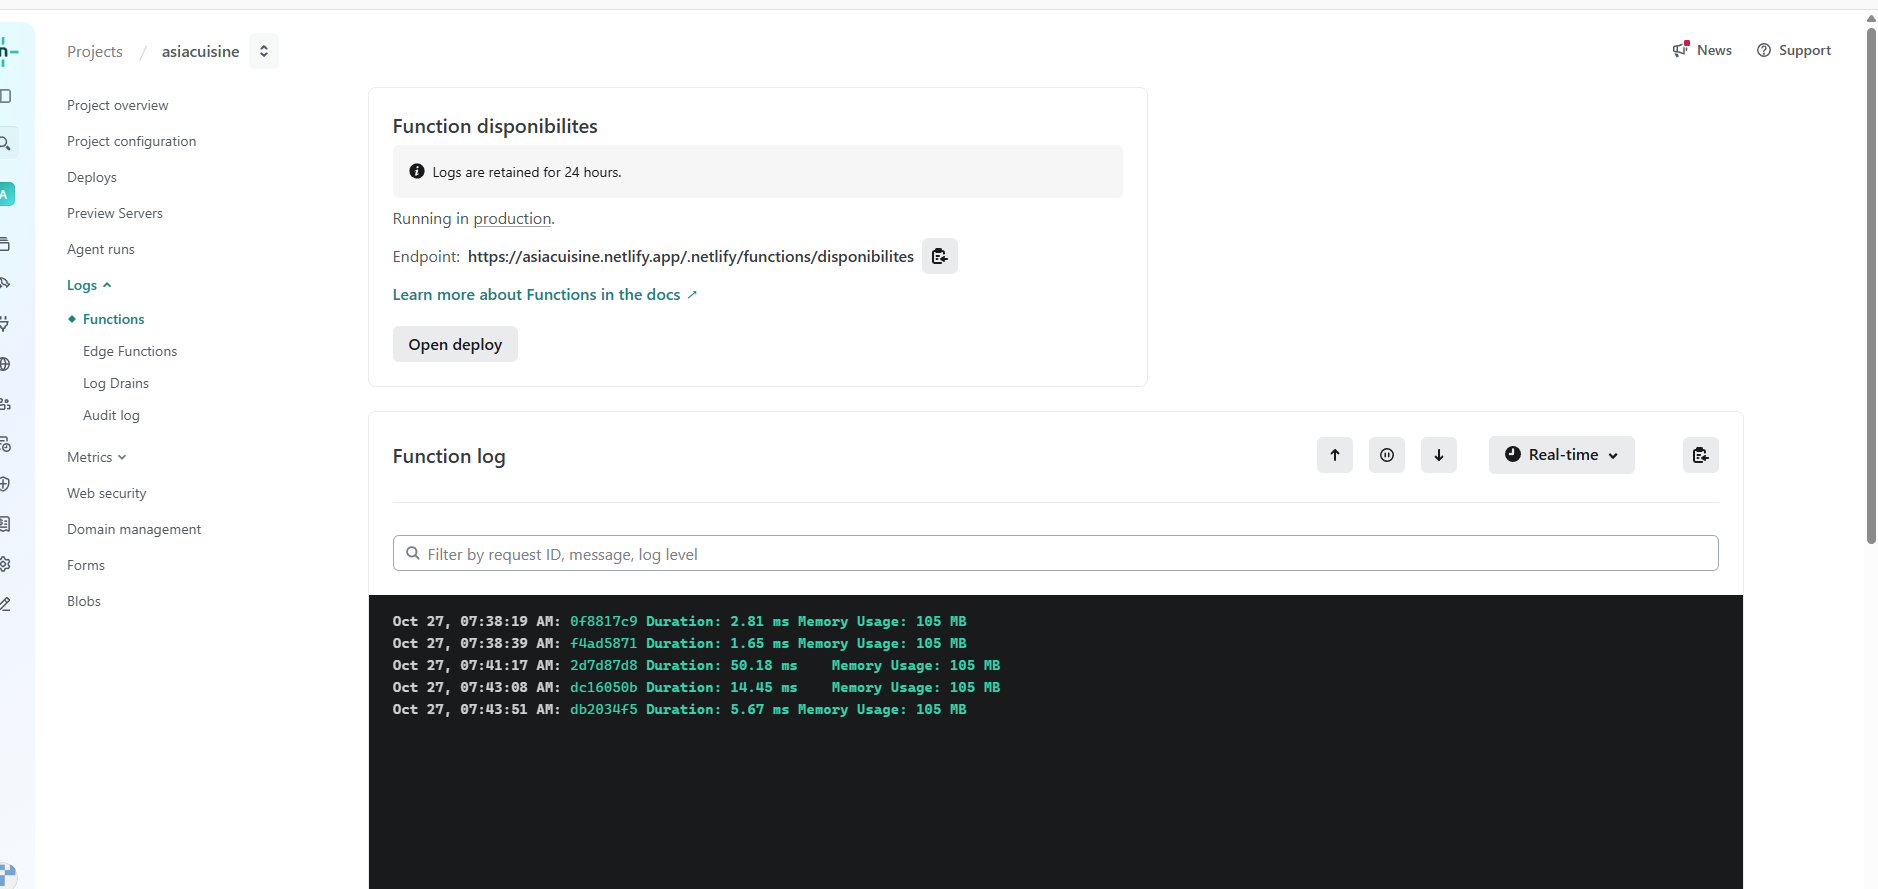 Projects / asiacuisine
News
Support
Project overview
Project configuration
Deploys
Preview Servers
Agent runs
Logs
Functions
Edge Functions
Log Drains
Audit log
Metrics
Web security
Domain management
Forms
Blobs
A
Function disponibilites
Logs are retained for 24 hours.
Running in production.
Endpoint: https://asiacuisine.netlify.app/.netlify/functions/disponibilites
Learn more about Functions in the docs ↗
Open deploy
Function log
Real-time
Filter by request ID, message, log level
Oct 27, 07:38:19 AM: 0f8817c9 Duration: 2.81 ms Memory Usage: 105 MB
Oct 27, 07:38:39 AM: f4ad5871 Duration: 1.65 ms Memory Usage: 105 MB
Oct 27, 07:41:17 AM: 2d7d87d8 Duration: 50.18 ms Memory Usage: 105 MB
Oct 27, 07:43:08 AM: dc16050b Duration: 14.45 ms Memory Usage: 105 MB
Oct 27, 07:43:51 AM: db2034f5 Duration: 5.67 ms Memory Usage: 105 MB